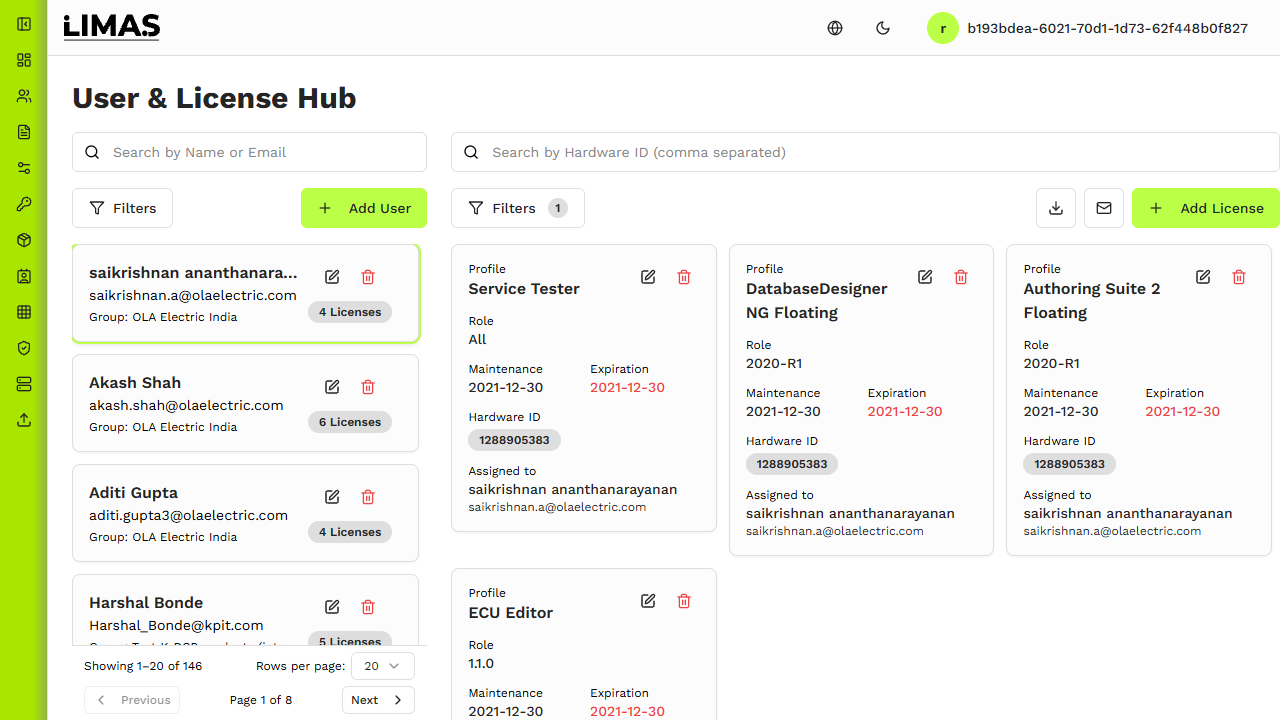 LIMAS
r
b193bdea-6021-70d1-1d73-62f448b0f827
User & License Hub
Search by Name or Email
Filters
Add User
saikrishnan ananthanara...
saikrishnan.a@olaelectric.com
Group: OLA Electric India
4 Licenses
Akash Shah
akash.shah@olaelectric.com
Group: OLA Electric India
6 Licenses
Aditi Gupta
aditi.gupta3@olaelectric.com
Group: OLA Electric India
4 Licenses
Harshal Bonde
Harshal_Bonde@kpit.com
5 Licenses
Showing 1–20 of 146
Rows per page: 20
Previous
Page 1 of 8
Next
Search by Hardware ID (comma separated)
Filters 1
Add License
Profile
Service Tester
Role
All
Maintenance Expiration
2021-12-30 2021-12-30
Hardware ID
1288905383
Assigned to
saikrishnan ananthanarayanan
saikrishnan.a@olaelectric.com
Profile
DatabaseDesigner
NG Floating
Role
2020-R1
Maintenance Expiration
2021-12-30 2021-12-30
Hardware ID
1288905383
Assigned to
saikrishnan ananthanarayanan
saikrishnan.a@olaelectric.com
Profile
Authoring Suite 2
Floating
Role
2020-R1
Maintenance Expiration
2021-12-30 2021-12-30
Hardware ID
1288905383
Assigned to
saikrishnan ananthanarayanan
saikrishnan.a@olaelectric.com
Profile
ECU Editor
Role
1.1.0
Maintenance Expiration
2021-12-30 2021-12-30